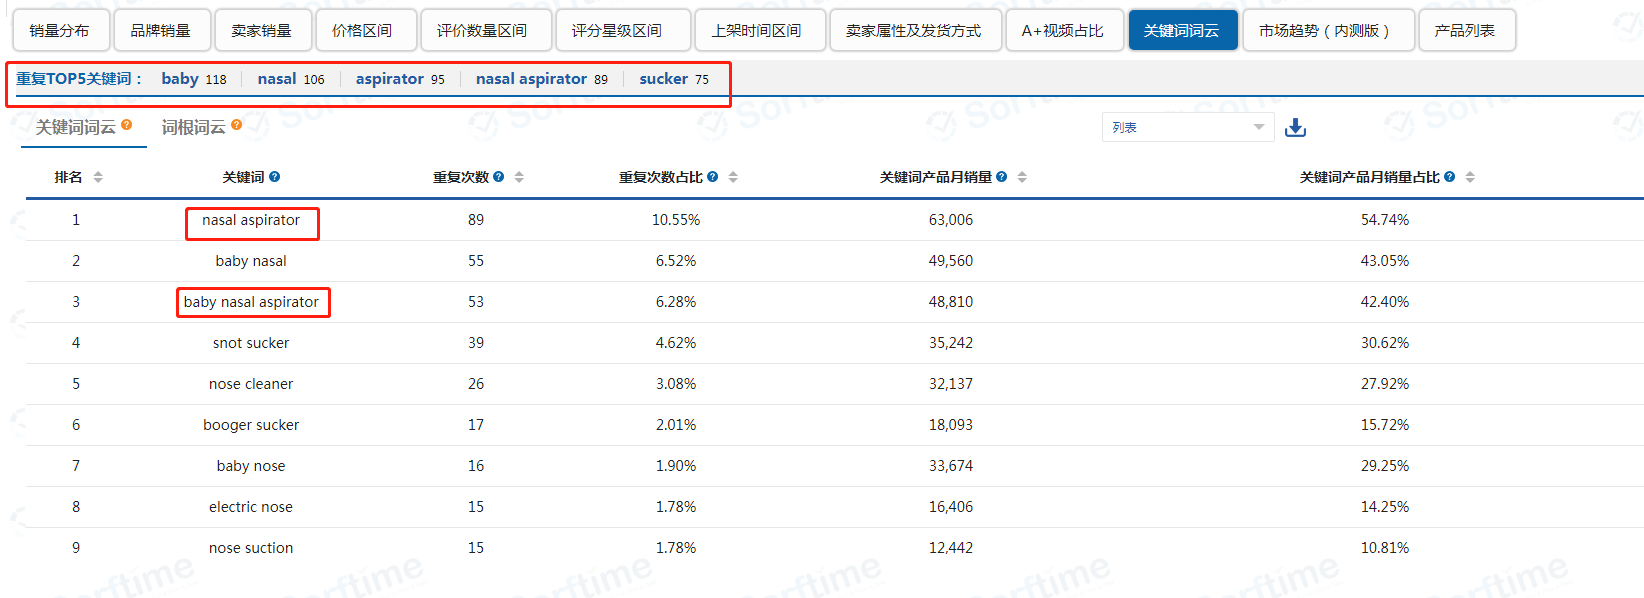 销量分布 品牌销量 卖家销量 价格区间 评价数量区间 评分星级区间 上架时间区间 卖家属性及发货方式 A+视频占比 关键词词云 市场趋势（内测版） 产品列表
重复TOP5关键词： baby 118 nasal 106 aspirator 95 nasal aspirator 89 sucker 75
关键词词云 词根词云 列表
排名 关键词 重复次数 重复次数占比 关键词产品月销量 关键词产品月销量占比
1 nasal aspirator 89 10.55% 63,006 54.74%
2 baby nasal 55 6.52% 49,560 43.05%
3 baby nasal aspirator 53 6.28% 48,810 42.40%
4 snot sucker 39 4.62% 35,242 30.62%
5 nose cleaner 26 3.08% 32,137 27.92%
6 booger sucker 17 2.01% 18,093 15.72%
7 baby nose 16 1.90% 33,674 29.25%
8 electric nose 15 1.78% 16,406 14.25%
9 nose suction 15 1.78% 12,442 10.81%
Sorftime Sorftime Sorftime Sorftime Sorftime Sorftime Sorftime